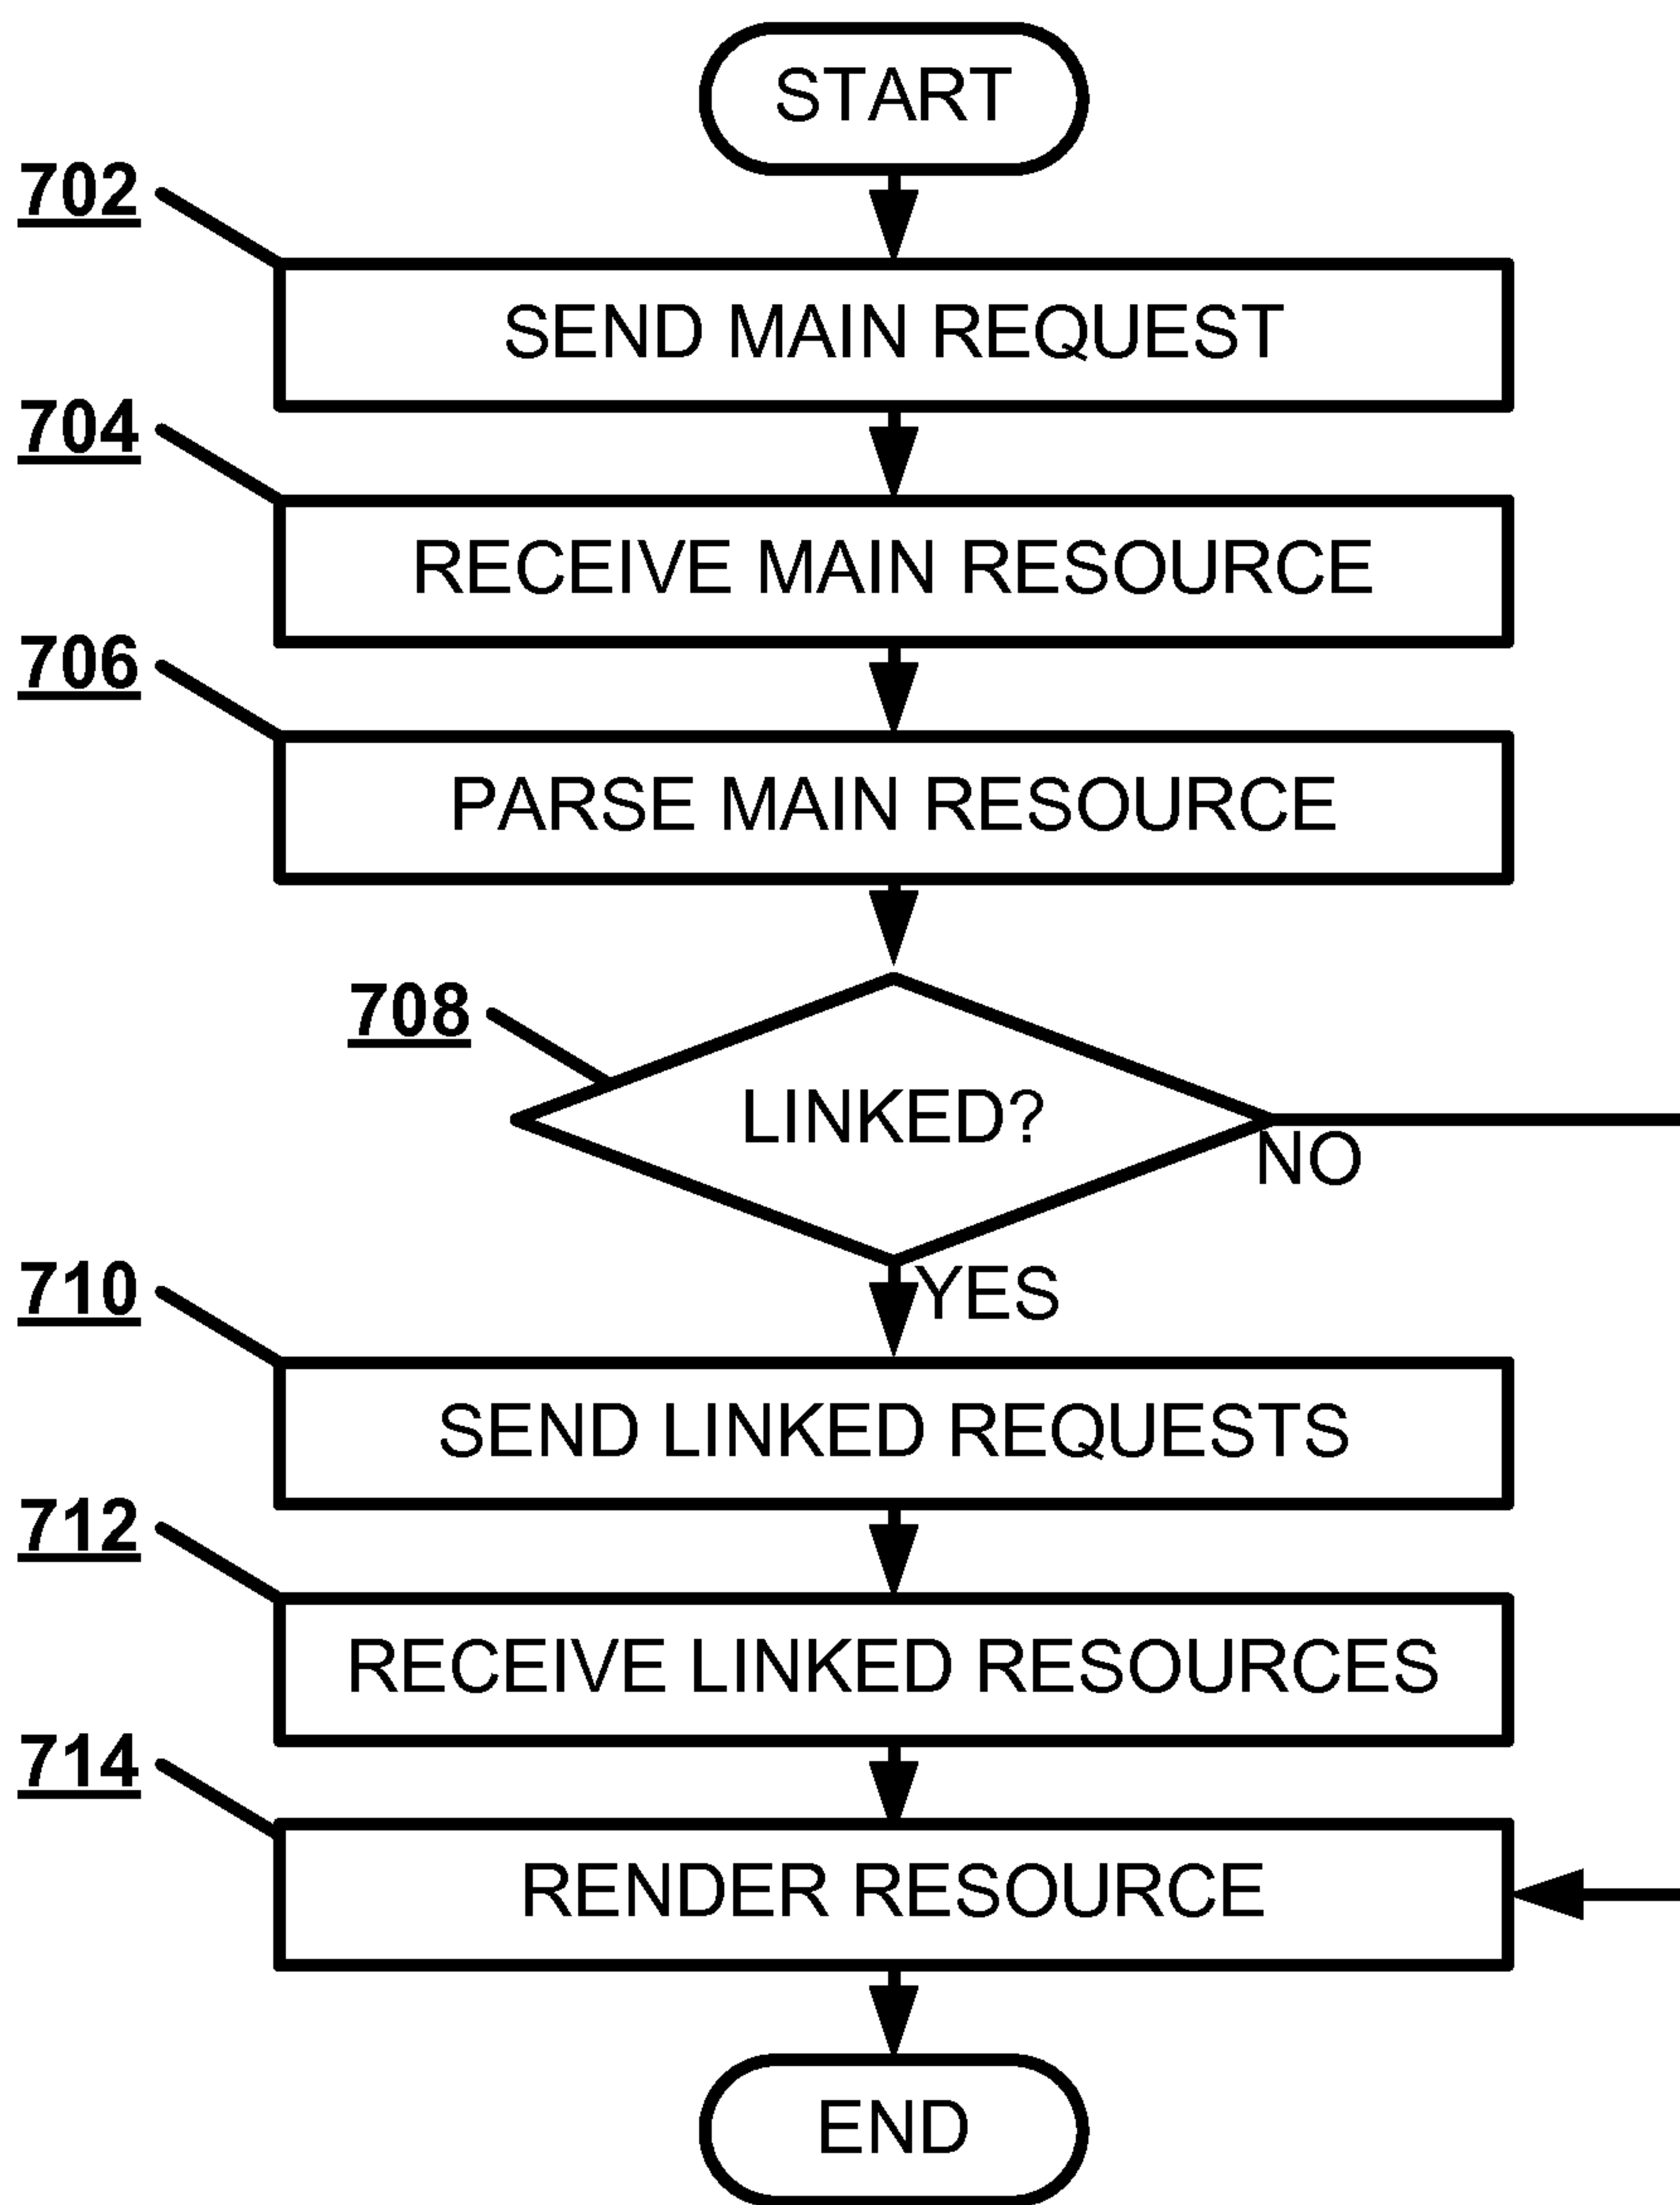 START
702
SEND MAIN REQUEST
704
RECEIVE MAIN RESOURCE
706
PARSE MAIN RESOURCE
708
LINKED?
NO
YES
710
SEND LINKED REQUESTS
712
RECEIVE LINKED RESOURCES
714
RENDER RESOURCE
END